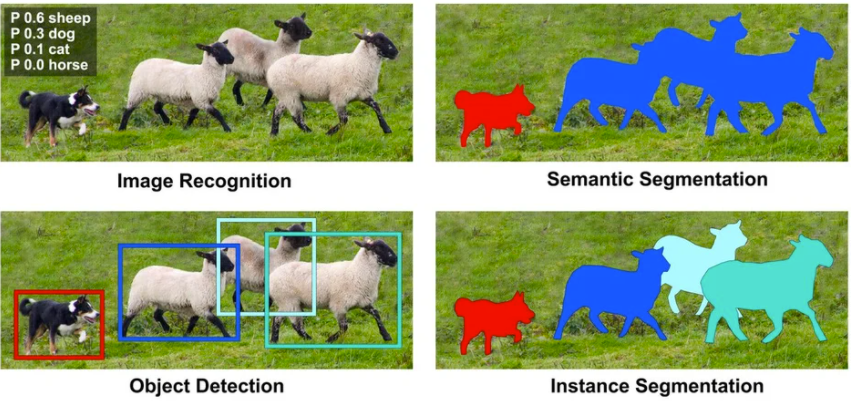 P 0.6 sheep
P 0.3 dog
P 0.1 cat
P 0.0 horse
Image Recognition
Semantic Segmentation
Object Detection
Instance Segmentation